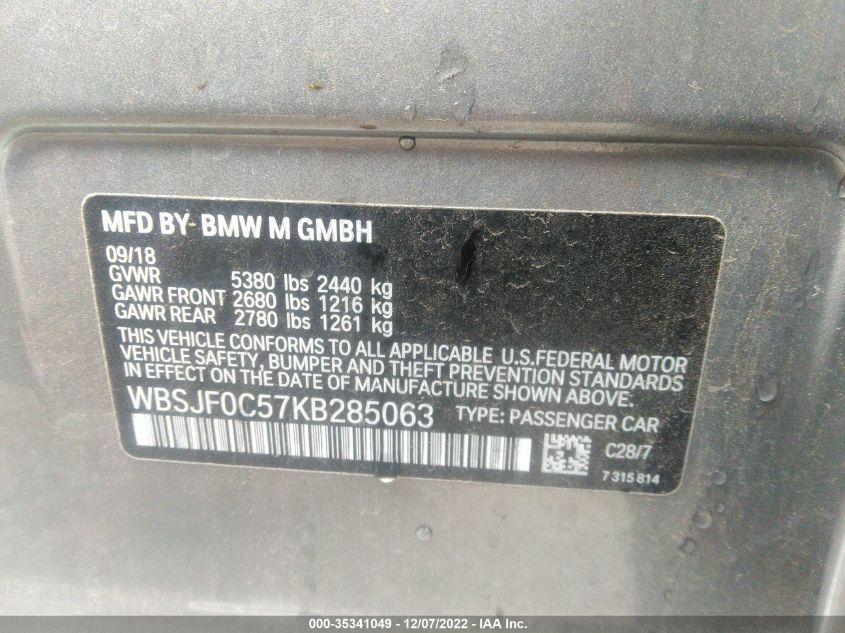 MFD BY BMW M GMBH
09/18
GVWR 5380 lbs 2440 kg
GAWR FRONT 2680 lbs 1216 kg
GAWR REAR 2780 lbs 1261 kg
THIS VEHICLE CONFORMS TO ALL APPLICABLE U.S.FEDERAL MOTOR
VEHICLE SAFETY, BUMPER AND THEFT PREVENTION STANDARDS
IN EFFECT ON THE DATE OF MANUFACTURE SHOWN ABOVE.
WBSJF0C57KB285063 TYPE: PASSENGER CAR
C28/7
7 315 814
000-35341049 - 12/07/2022 - IAA Inc.